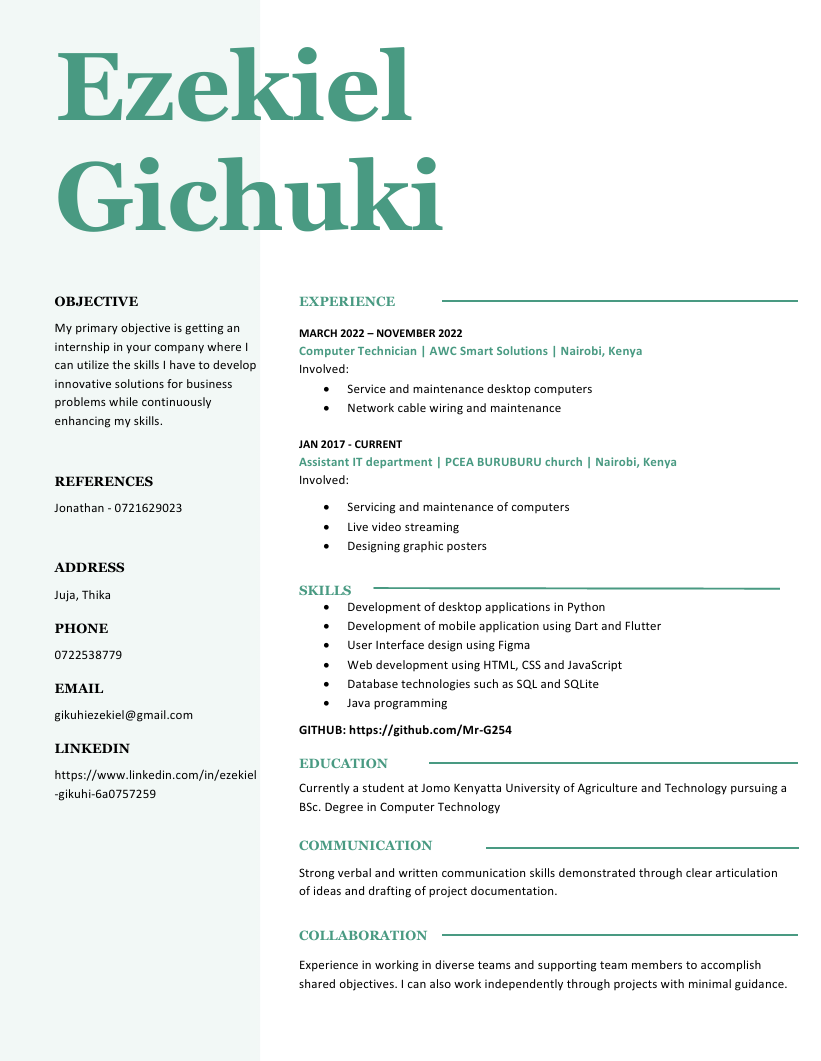 Ezekiel
Gichuki
OBJECTIVE
My primary objective is getting an
internship in your company where I
can utilize the skills I have to develop
innovative solutions for business
problems while continuously
enhancing my skills.
REFERENCES
Jonathan - 0721629023
ADDRESS
Juja, Thika
PHONE
0722538779
EMAIL
gikuhiezekiel@gmail.com
LINKEDIN
https://www.linkedin.com/in/ezekiel
-gikuhi-6a0757259
EXPERIENCE
MARCH 2022 – NOVEMBER 2022
Computer Technician | AWC Smart Solutions | Nairobi, Kenya
Involved:
• Service and maintenance desktop computers
• Network cable wiring and maintenance
JAN 2017 - CURRENT
Assistant IT department | PCEA BURUBURU church | Nairobi, Kenya
Involved:
• Servicing and maintenance of computers
• Live video streaming
• Designing graphic posters
SKILLS
• Development of desktop applications in Python
• Development of mobile application using Dart and Flutter
• User Interface design using Figma
• Web development using HTML, CSS and JavaScript
• Database technologies such as SQL and SQLite
• Java programming
GITHUB: https://github.com/Mr-G254
EDUCATION
Currently a student at Jomo Kenyatta University of Agriculture and Technology pursuing a
BSc. Degree in Computer Technology
COMMUNICATION
Strong verbal and written communication skills demonstrated through clear articulation
of ideas and drafting of project documentation.
COLLABORATION
Experience in working in diverse teams and supporting team members to accomplish
shared objectives. I can also work independently through projects with minimal guidance.